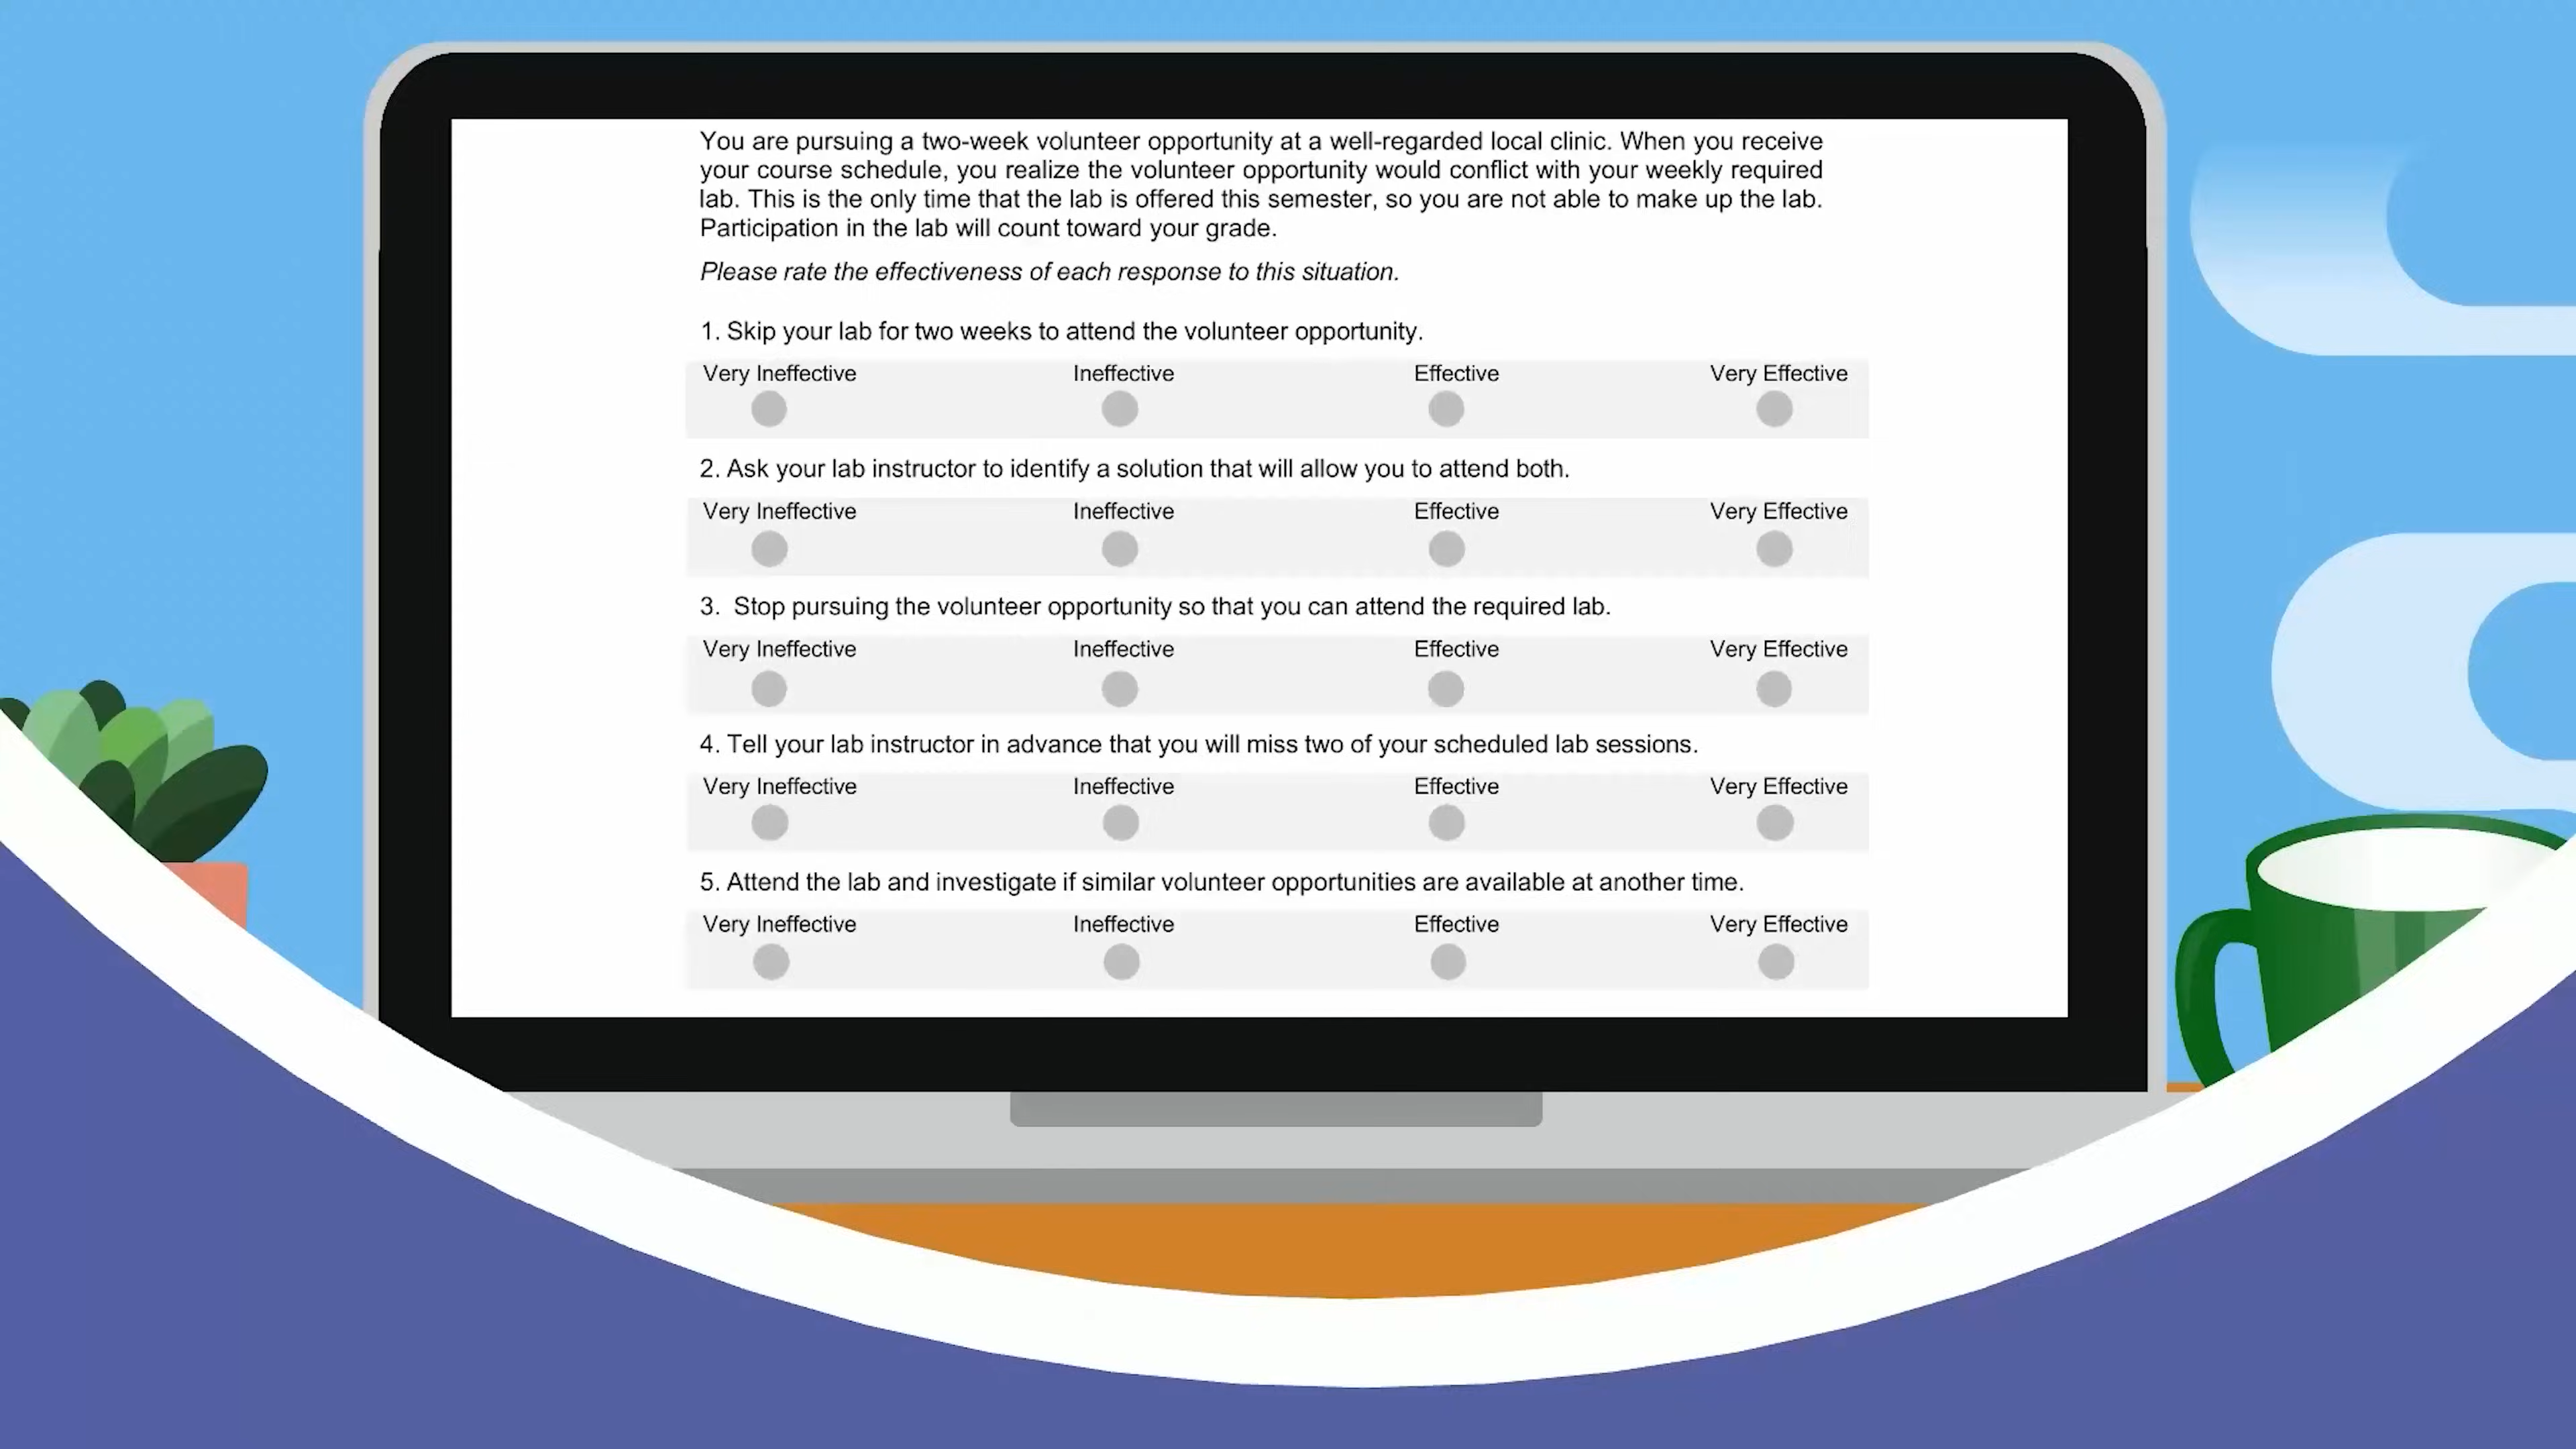 You are pursuing a two-week volunteer opportunity at a well-regarded local clinic. When you receive
your course schedule, you realize the volunteer opportunity would conflict with your weekly required
lab. This is the only time that the lab is offered this semester, so you are not able to make up the lab.
Participation in the lab will count toward your grade.
Please rate the effectiveness of each response to this situation.
1. Skip your lab for two weeks to attend the volunteer opportunity.
Very Ineffective Ineffective Effective Very Effective
2. Ask your lab instructor to identify a solution that will allow you to attend both.
Very Ineffective Ineffective Effective Very Effective
3. Stop pursuing the volunteer opportunity so that you can attend the required lab.
Very Ineffective Ineffective Effective Very Effective
4. Tell your lab instructor in advance that you will miss two of your scheduled lab sessions.
Very Ineffective Ineffective Effective Very Effective
5. Attend the lab and investigate if similar volunteer opportunities are available at another time.
Very Ineffective Ineffective Effective Very Effective